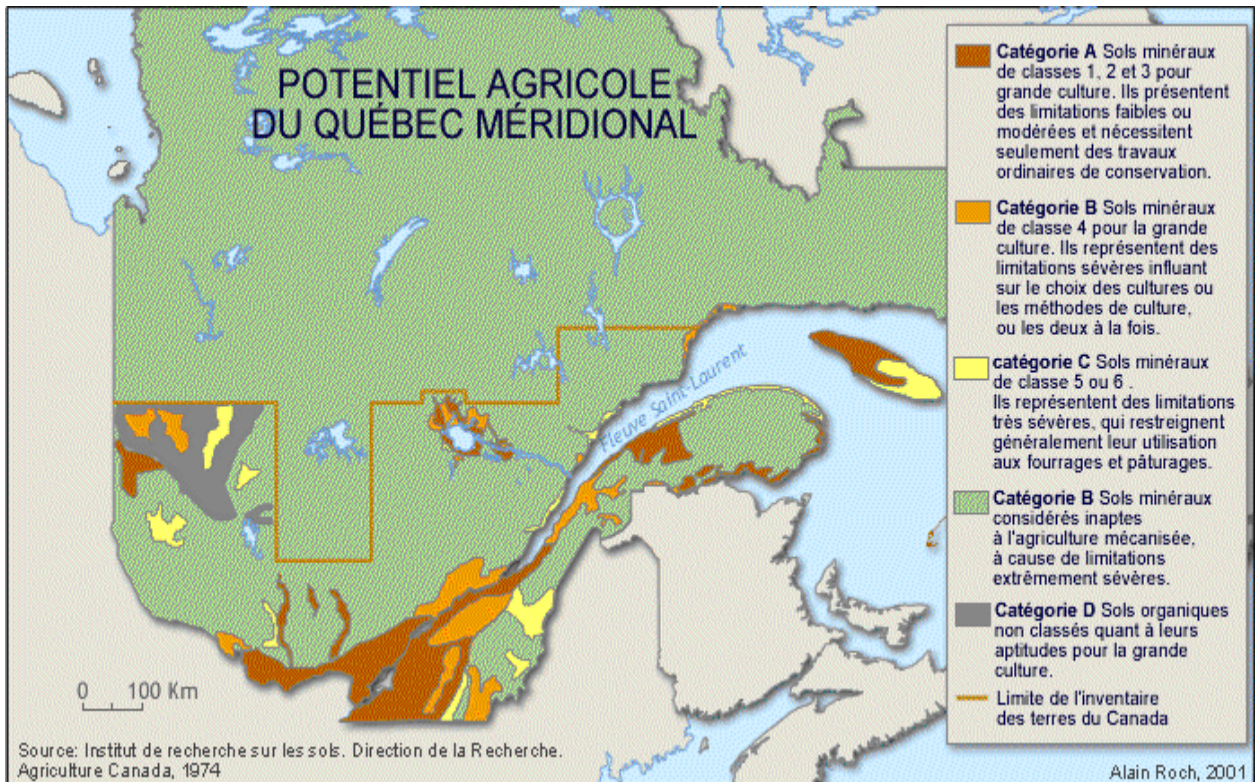 POTENTIEL AGRICOLE
DU QUÉBEC MÉRIDIONAL
Fleuve Saint-Laurent
Catégorie A Sols minéraux
de classes 1, 2 et 3 pour
grande culture. Ils présentent
des limitations faibles ou
modérées et nécessitent
seulement des travaux
ordinaires de conservation.
Catégorie B Sols minéraux
de classe 4 pour la grande
culture. Ils représentent des
limitations sévères influant
sur le choix des cultures ou
les méthodes de culture,
ou les deux à la fois.
catégorie C Sols minéraux
de classe 5 ou 6 .
Ils représentent des limitations
très sévères, qui restreignent
généralement leur utilisation
aux fourrages et pâturages.
Catégorie B Sols minéraux
considérés inaptes
à l'agriculture mécanisée,
à cause de limitations
extrêmement sévères.
Catégorie D Sols organiques
non classés quant à leurs
aptitudes pour la grande
culture.
Limite de l'inventaire
des terres du Canada
0 100 Km
Source: Institut de recherche sur les sols. Direction de la Recherche.
Agriculture Canada, 1974
Alain Roch, 2001